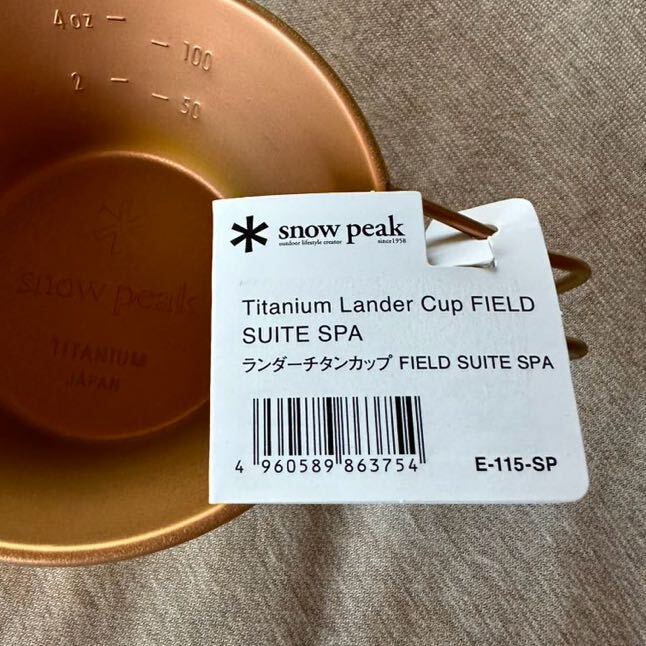 4oz
100
2
50
snow peak
TITANIUM
JAPAN
snow peak
outdoor lifestyle creator since1958
Titanium Lander Cup FIELD
SUITE SPA
ランダーチタンカップ FIELD SUITE SPA
4 960589 863754
E-115-SP